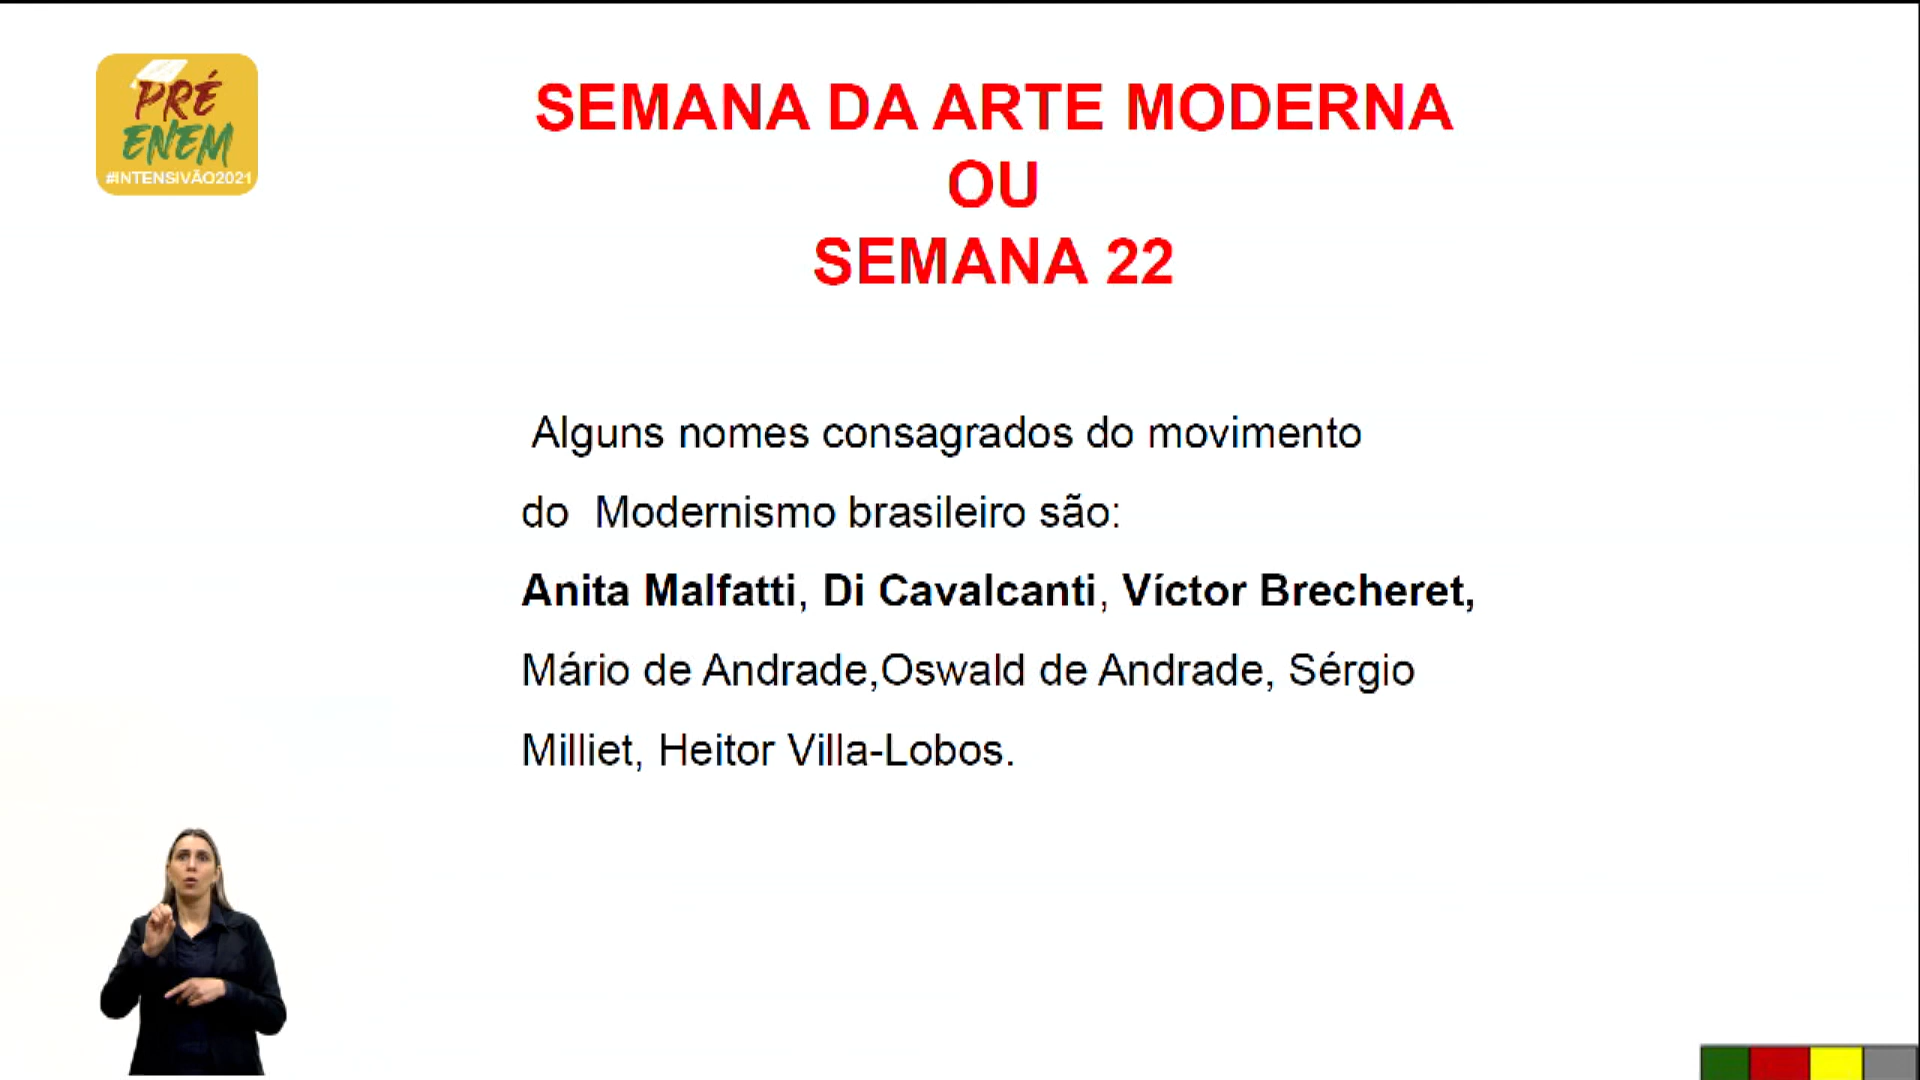 PRÉ
ENEM
#INTENSIVÃO2021
SEMANA DA ARTE MODERNA
OU
SEMANA 22
Alguns nomes consagrados do movimento
do Modernismo brasileiro são:
Anita Malfatti, Di Cavalcanti, Víctor Brecheret,
Mário de Andrade,Oswald de Andrade, Sérgio
Milliet, Heitor Villa-Lobos.